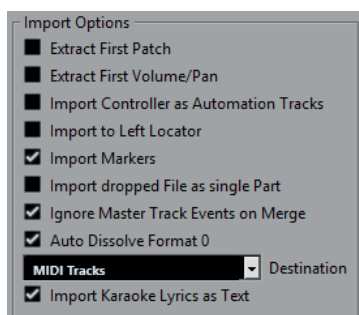 Import Options
Extract First Patch
Extract First Volume/Pan
Import Controller as Automation Tracks
Import to Left Locator
Import Markers
Import dropped File as single Part
Ignore Master Track Events on Merge
Auto Dissolve Format 0
MIDI Tracks Destination
Import Karaoke Lyrics as Text